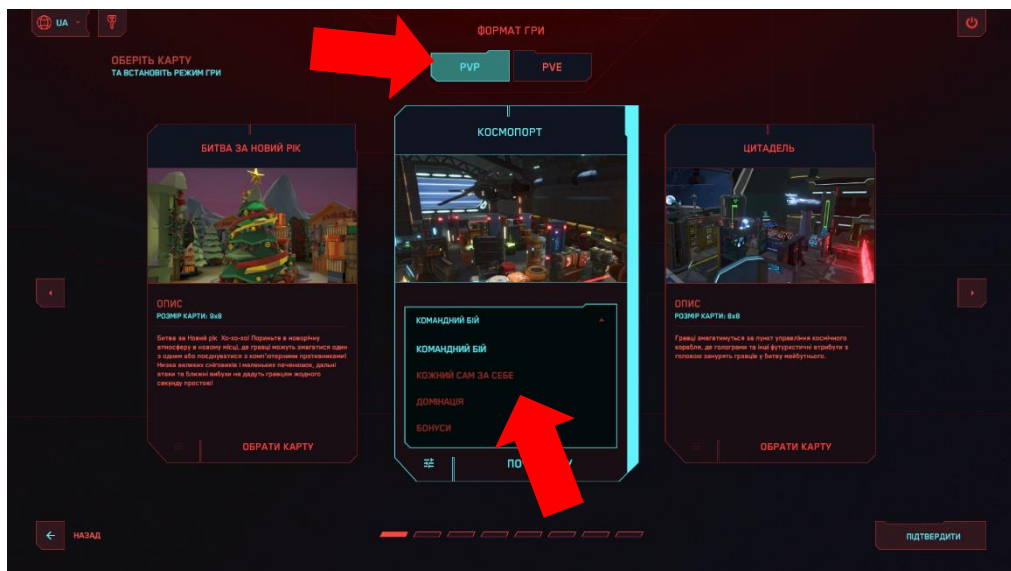 UA
ФОРМАТ ГРИ
ОБЕРІТЬ КАРТУ
ТА ВСТАНОВІТЬ РЕЖИМ ГРИ
PVP
PVE
БИТВА ЗА НОВИЙ РІК
ОПИС
РОЗМІР КАРТИ: 9x8
Битва за Новий рік  Хо-хо-хо! Пориньте в новорічну
атмосферу в новому місці, де гравці можуть змагатися один
з одним або поєднуватися з комп'ютерними противниками!
Низка великих сніговиків і маленьких печеньок, дальні
атаки та ближні вибухи не дадуть гравцям жодного
секунду простою!
ОБРАТИ КАРТУ
КОСМОПОРТ
КОМАНДНИЙ БІЙ
КОМАНДНИЙ БІЙ
КОЖНИЙ САМ ЗА СЕБЕ
ДОМІНАЦІЯ
БОНУСИ
ЦИТАДЕЛЬ
ОПИС
РОЗМІР КАРТИ: 8x8
Гравці змагатимуться за пункт управління космічного
корабля, де голограми та інші футуристичні атрибути з
головою занурять гравців у битву майбутнього.
ОБРАТИ КАРТУ
НАЗАД
ПІДТВЕРДИТИ